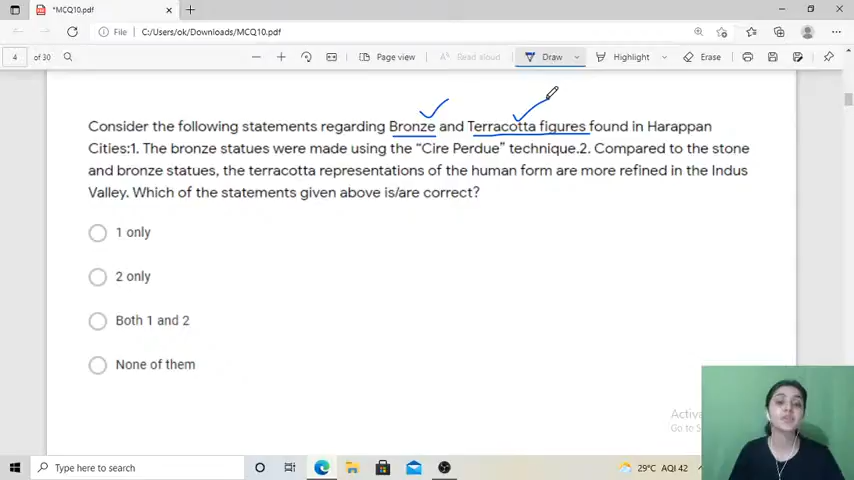 *MCQ10.pdf
File
C:/Users/ok/Downloads/MCQ10.pdf
4 of 30
Page view
Read aloud
Draw
Highlight
Erase
Consider the following statements regarding Bronze and Terracotta figures found in Harappan
Cities:1. The bronze statues were made using the “Cire Perdue” technique.2. Compared to the stone
and bronze statues, the terracotta representations of the human form are more refined in the Indus
Valley. Which of the statements given above is/are correct?
1 only
2 only
Both 1 and 2
None of them
Activa
Go to S
Type here to search
29°C AQI 42